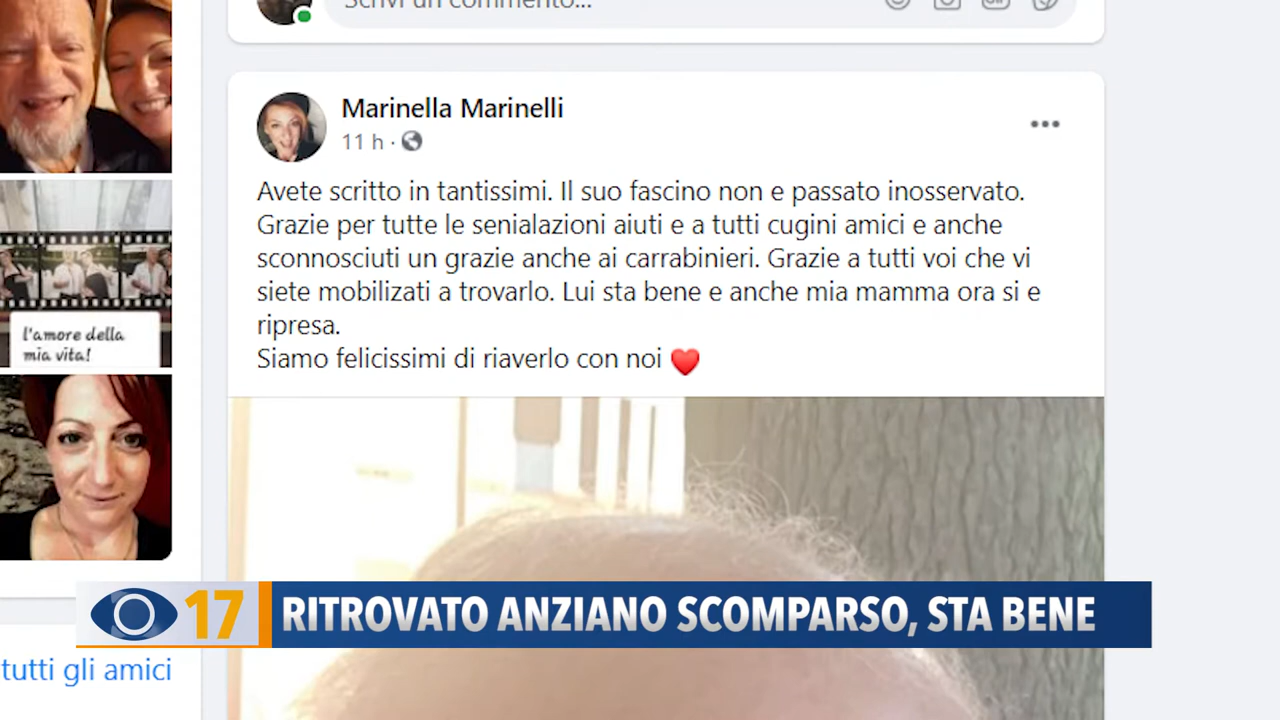 Scrivi un commento...
Marinella Marinelli
11 h ·
Avete scritto in tantissimi. Il suo fascino non e passato inosservato.
Grazie per tutte le senialazioni aiuti e a tutti cugini amici e anche
sconnosciuti un grazie anche ai carrabinieri. Grazie a tutti voi che vi
siete mobilizati a trovarlo. Lui sta bene e anche mia mamma ora si e
ripresa.
Siamo felicissimi di riaverlo con noi ❤️
l'amore della
mia vita!
17 RITROVATO ANZIANO SCOMPARSO, STA BENE
tutti gli amici